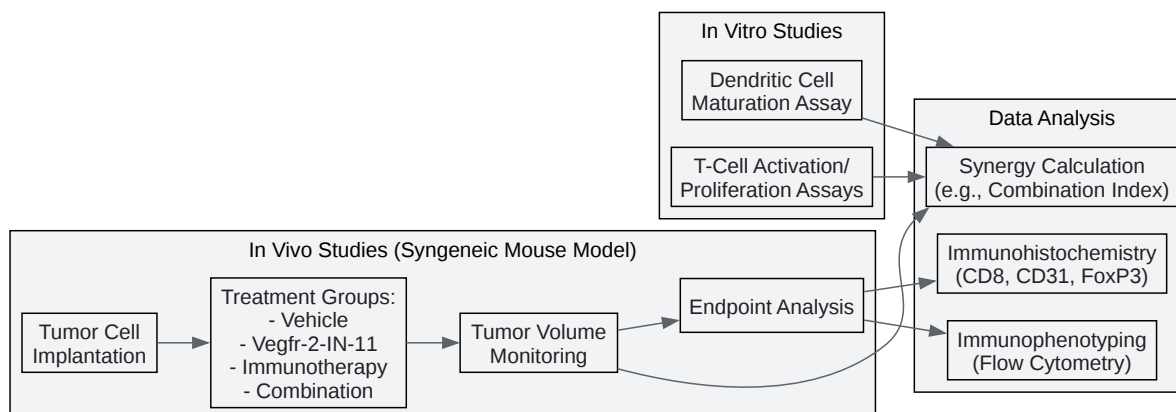 In Vitro Studies
Dendritic Cell
Maturation Assay
T-Cell Activation/
Proliferation Assays
Data Analysis
Synergy Calculation
(e.g., Combination Index)
Immunohistochemistry
(CD8, CD31, FoxP3)
Immunophenotyping
(Flow Cytometry)
In Vivo Studies (Syngeneic Mouse Model)
Tumor Cell
Implantation
Treatment Groups:
- Vehicle
- Vegfr-2-IN-11
- Immunotherapy
- Combination
Tumor Volume
Monitoring
Endpoint Analysis